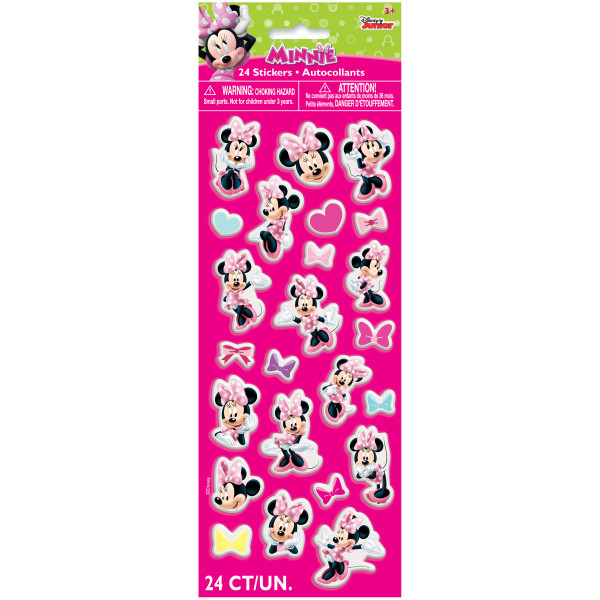 Disney
Junior
3+
MINNIE
24 Stickers • Autocollants
WARNING: CHOKING HAZARD
Small parts. Not for children under 3 years.
ATTENTION!
Ne convient pas aux enfants de moins de 36 mois.
Petits éléments, DANGER D'ÉTOUFFEMENT.
©Disney
24 CT/UN.